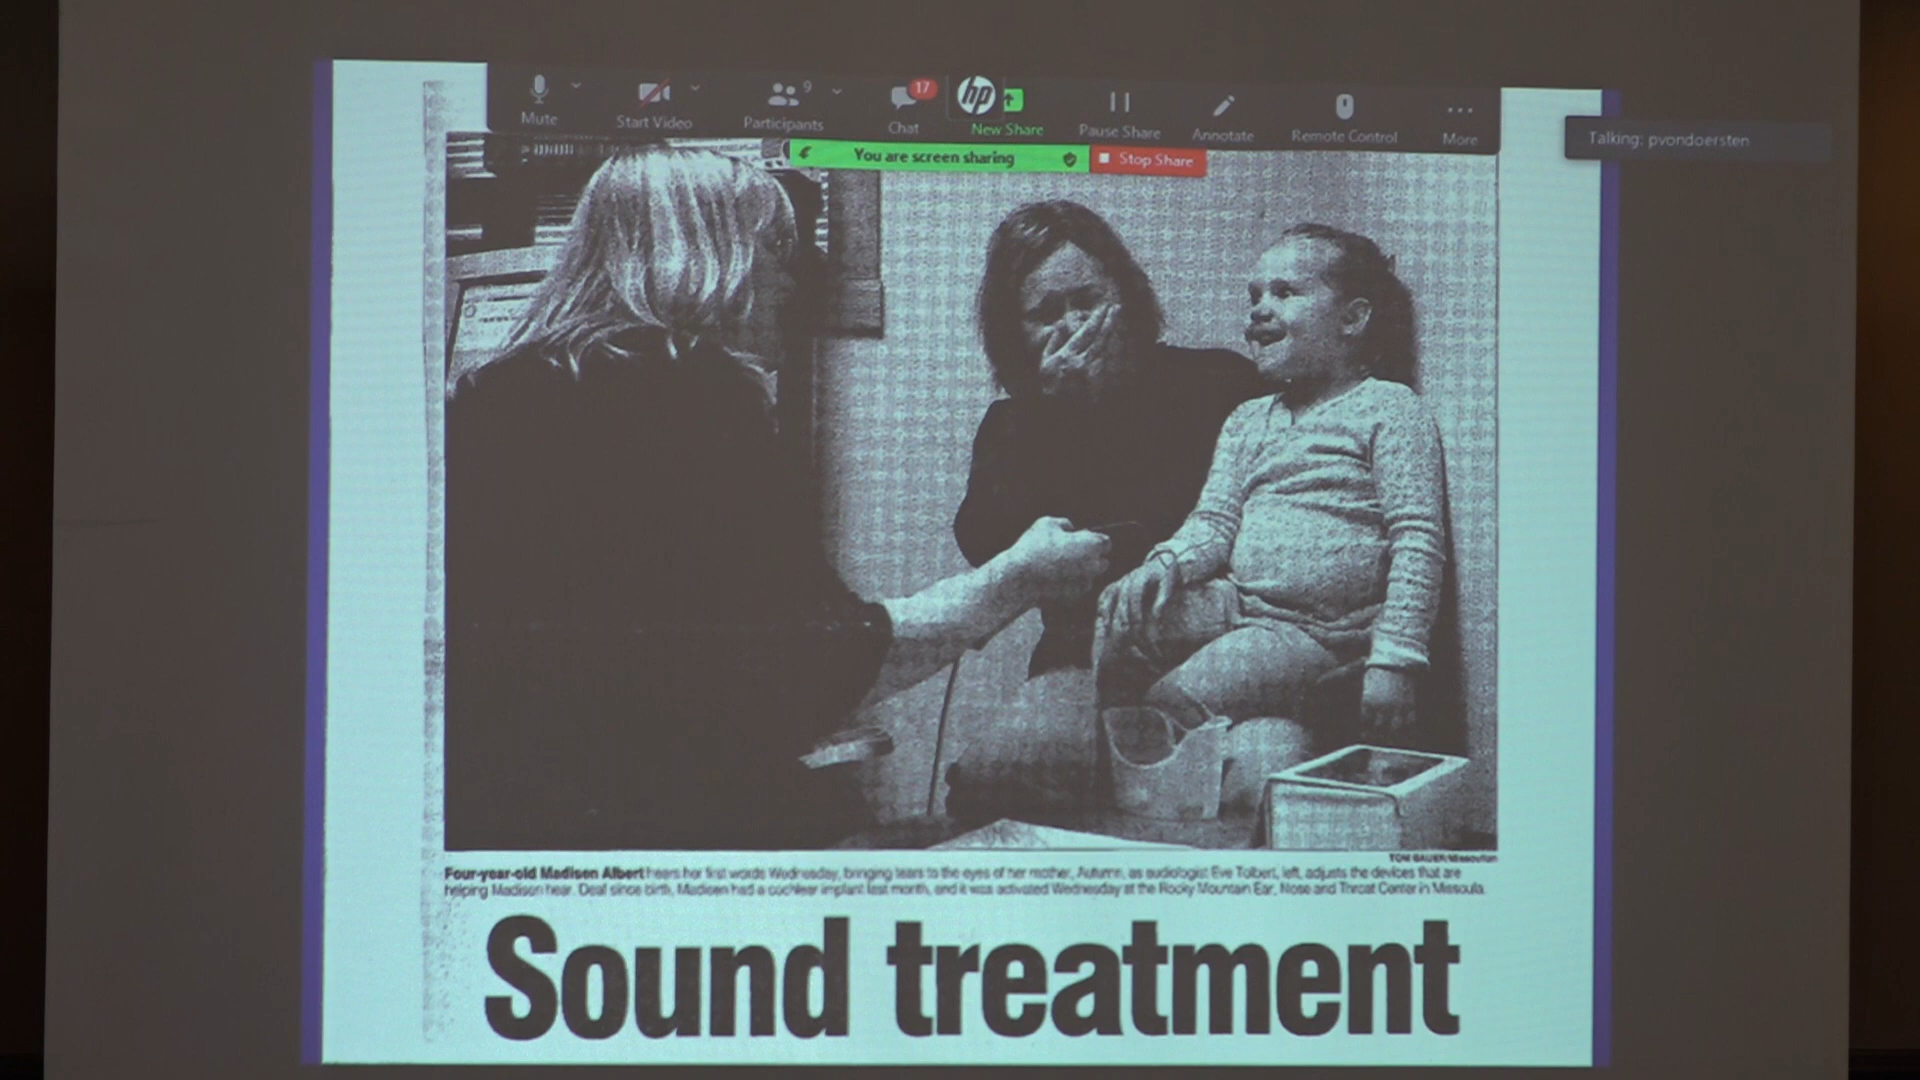 Mute
Start Video
9
Participants
17
Chat
hp
New Share
Pause Share
Annotate
Remote Control
More
You are screen sharing
Stop Share
Talking: pvondoersten
TOM BAUER/Missoulian
Four-year-old Madisen Albert hears her first words Wednesday, bringing tears to the eyes of her mother, Autumn, as audiologist Eve Tolbert, left, adjusts the devices that are
helping Madisen hear. Deaf since birth, Madisen had a cochlear implant last month, and it was activated Wednesday at the Rocky Mountain Ear, Nose and Throat Center in Missoula.
Sound treatment